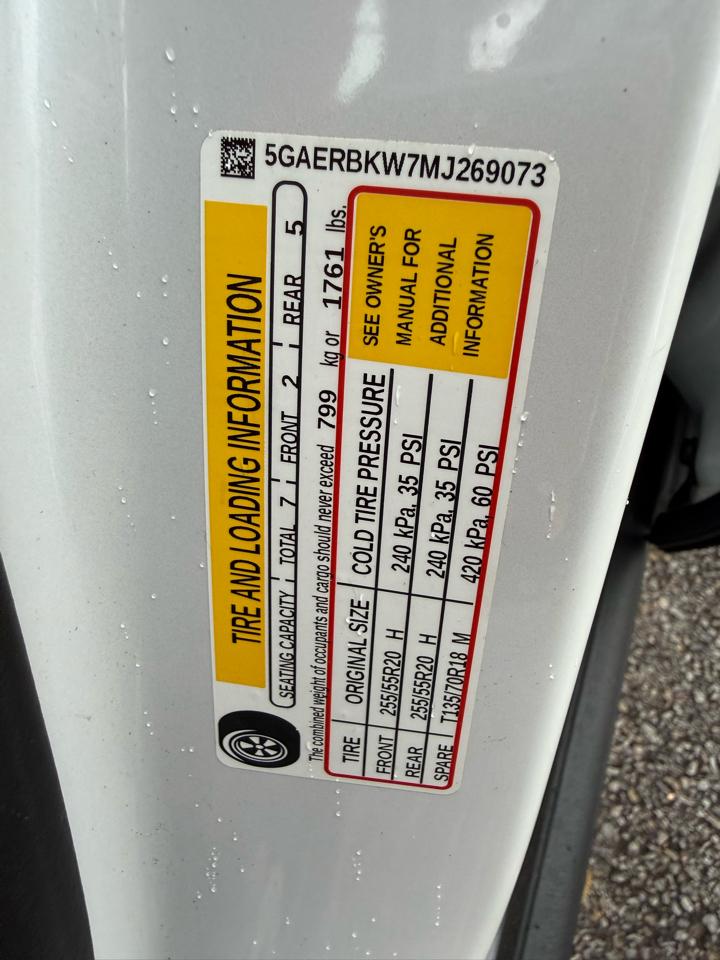 5GAERBKW7MJ269073
TIRE AND LOADING INFORMATION
SEATING CAPACITY TOTAL 7 FRONT 2 REAR 5
The combined weight of occupants and cargo should never exceed 799 kg or 1761 lbs.
TIRE ORIGINAL SIZE COLD TIRE PRESSURE
FRONT 255/55R20 H 240 kPa, 35 PSI
REAR 255/55R20 H 240 kPa, 35 PSI
SPARE T135/70R18 M 420 kPa, 60 PSI
SEE OWNER'S
MANUAL FOR
ADDITIONAL
INFORMATION